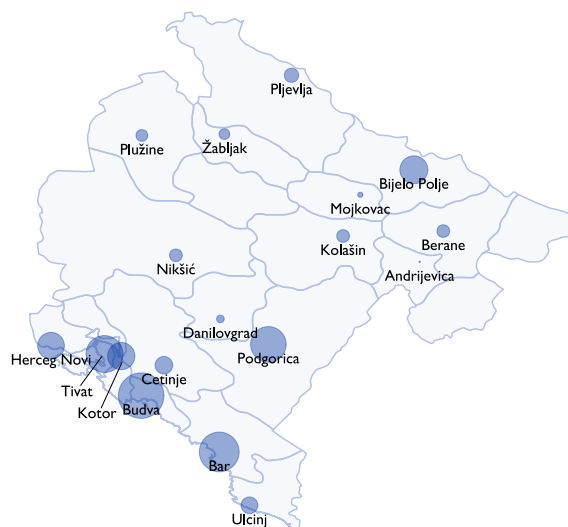 Pljevlja
Plužine
Žabljak
Bijelo Polje
Mojkovac
Kolašin
Berane
Nikšić
Andrijevica
Danilovgrad
Podgorica
Herceg Novi
Tivat
Cetinje
Kotor
Budva
Bar
Ulcinj